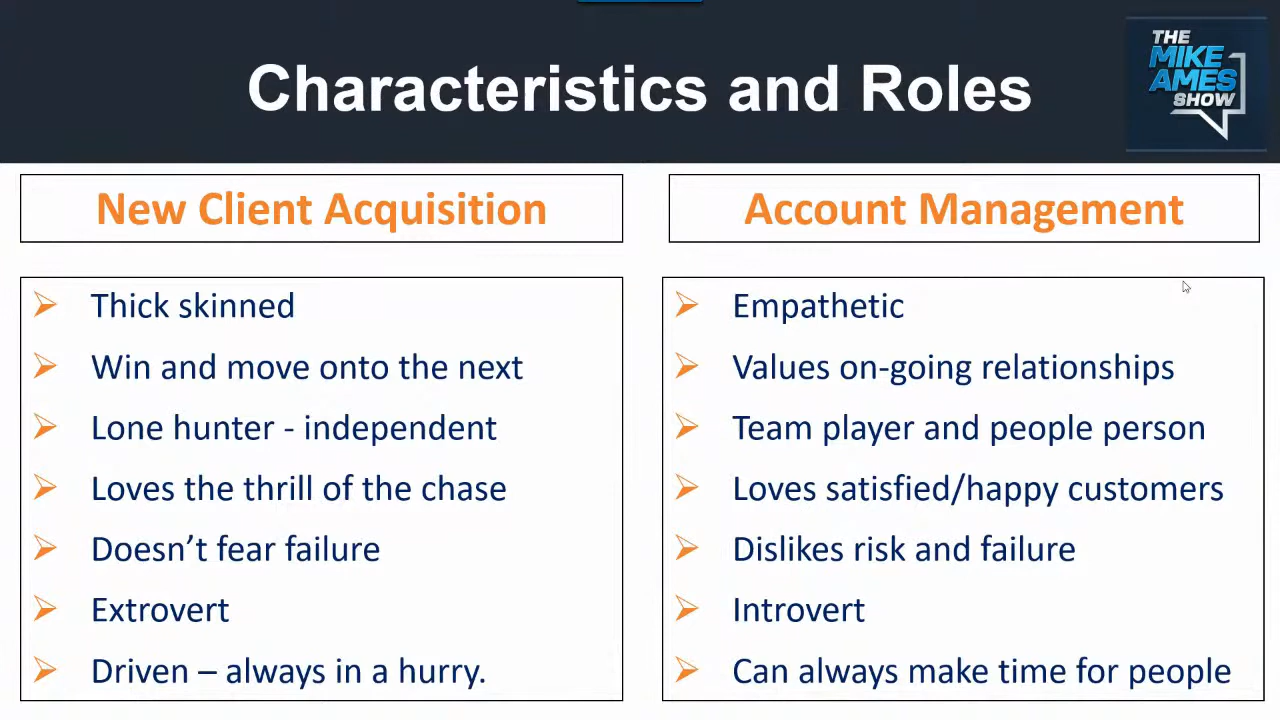 Characteristics and Roles
THE
MIKE
AMES
SHOW
New Client Acquisition
Account Management
Thick skinned
Win and move onto the next
Lone hunter - independent
Loves the thrill of the chase
Doesn’t fear failure
Extrovert
Driven – always in a hurry.
Empathetic
Values on-going relationships
Team player and people person
Loves satisfied/happy customers
Dislikes risk and failure
Introvert
Can always make time for people